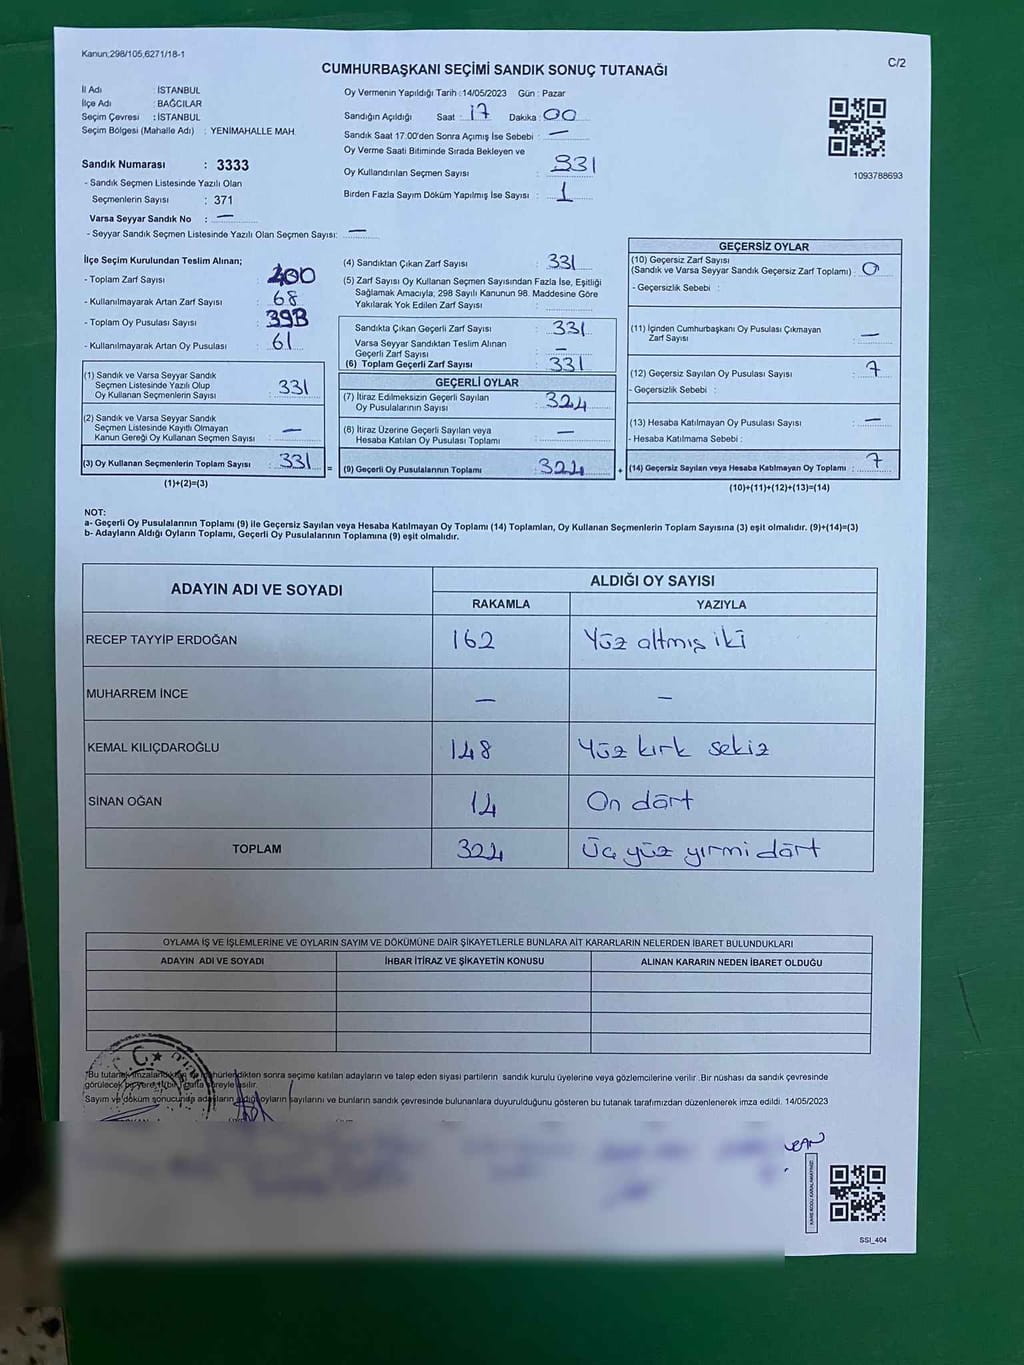 Kanun,298/105,6271/18-1
C/2
CUMHURBAŞKANI SEÇİMİ SANDIK SONUÇ TUTANAĞI
İl Adı : İSTANBUL
İlçe Adı : BAĞCILAR
Seçim Çevresi : İSTANBUL
Seçim Bölgesi (Mahalle Adı) : YENİMAHALLE MAH.
Sandık Numarası : 3333
- Sandık Seçmen Listesinde Yazılı Olan
Seçmenlerin Sayısı : 371
Varsa Seyyar Sandık No : —
- Seyyar Sandık Seçmen Listesinde Yazılı Olan Seçmen Sayısı: —
Oy Vermenin Yapıldığı Tarih :14/05/2023 Gün : Pazar
Sandığın Açıldığı Saat : 17 Dakika : 00
Sandık Saat 17.00'den Sonra Açımış İse Sebebi : —
Oy Verme Saati Bitiminde Sırada Bekleyen ve
Oy Kullandırılan Seçmen Sayısı : 331
Birden Fazla Sayım Döküm Yapılmış İse Sayısı : 1
1093788693
İlçe Seçim Kurulundan Teslim Alınan;
- Toplam Zarf Sayısı : 400
- Kullanılmayarak Artan Zarf Sayısı : 68
- Toplam Oy Pusulası Sayısı : 393
- Kullanılmayarak Artan Oy Pusulası : 61
(1) Sandık ve Varsa Seyyar Sandık
Seçmen Listesinde Yazılı Olup
Oy Kullanan Seçmenlerin Sayısı : 331
(2) Sandık ve Varsa Seyyar Sandık
Seçmen Listesinde Kayıtlı Olmayan
Kanun Gereği Oy Kullanan Seçmen Sayısı : —
(3) Oy Kullanan Seçmenlerin Toplam Sayısı : 331
(1)+(2)=(3)
(4) Sandıktan Çıkan Zarf Sayısı : 331
(5) Zarf Sayısı Oy Kullanan Seçmen Sayısından Fazla İse, Eşitliği
Sağlamak Amacıyla; 298 Sayılı Kanunun 98. Maddesine Göre
Yakılarak Yok Edilen Zarf Sayısı :
Sandıkta Çıkan Geçerli Zarf Sayısı : 331
Varsa Seyyar Sandıktan Teslim Alınan
Geçerli Zarf Sayısı : —
(6) Toplam Geçerli Zarf Sayısı : 331
GEÇERLİ OYLAR
(7) İtiraz Edilmeksizin Geçerli Sayılan
Oy Pusulalarının Sayısı : 324
(8) İtiraz Üzerine Geçerli Sayılan veya
Hesaba Katılan Oy Pusulası Toplamı : —
= (9) Geçerli Oy Pusulalarının Toplamı : 324
GEÇERSİZ OYLAR
(10) Geçersiz Zarf Sayısı
(Sandık ve Varsa Seyyar Sandık Geçersiz Zarf Toplamı) : 0
- Geçersizlik Sebebi :
(11) İçinden Cumhurbaşkanı Oy Pusulası Çıkmayan
Zarf Sayısı : —
(12) Geçersiz Sayılan Oy Pusulası Sayısı : 7
- Geçersizlik Sebebi :
(13) Hesaba Katılmayan Oy Pusulası Sayısı : —
- Hesaba Katılmama Sebebi :
+ (14) Geçersiz Sayılan veya Hesaba Katılmayan Oy Toplamı : 7
(10)+(11)+(12)+(13)=(14)
NOT:
a- Geçerli Oy Pusulalarının Toplamı (9) ile Geçersiz Sayılan veya Hesaba Katılmayan Oy Toplamı (14) Toplamları, Oy Kullanan Seçmenlerin Toplam Sayısına (3) eşit olmalıdır. (9)+(14)=(3)
b- Adayların Aldığı Oyların Toplamı, Geçerli Oy Pusulalarının Toplamına (9) eşit olmalıdır.
ADAYIN ADI VE SOYADI ALDIĞI OY SAYISI
RAKAMLA YAZIYLA
RECEP TAYYİP ERDOĞAN 162 Yüz altmış iki
MUHARREM İNCE — —
KEMAL KILIÇDAROĞLU 148 Yüz kırk sekiz
SİNAN OĞAN 14 On dört
TOPLAM 324 Üç yüz yirmi dört
OYLAMA İŞ VE İŞLEMLERİNE VE OYLARIN SAYIM VE DÖKÜMÜNE DAİR ŞİKAYETLERLE BUNLARA AİT KARARLARIN NELERDEN İBARET BULUNDUKLARI
ADAYIN ADI VE SOYADI İHBAR İTİRAZ VE ŞİKAYETİN KONUSU ALINAN KARARIN NEDEN İBARET OLDUĞU
*Bu tutanak imzalandıktan ve mühürlendikten sonra seçime katılan adayların ve talep eden siyasi partilerin sandık kurulu üyelerine veya gözlemcilerine verilir. Bir nüshası da sandık çevresinde
görülecek bir yere 1(bir) hafta süreyle asılır.
Sayım ve döküm sonucunda adayların aldığı oyların sayılarını ve bunların sandık çevresinde bulunanlara duyurulduğunu gösteren bu tutanak tarafımızdan düzenlenerek imza edildi. 14/05/2023
KARE KODU KARALAMAYINIZ!
SSI_404